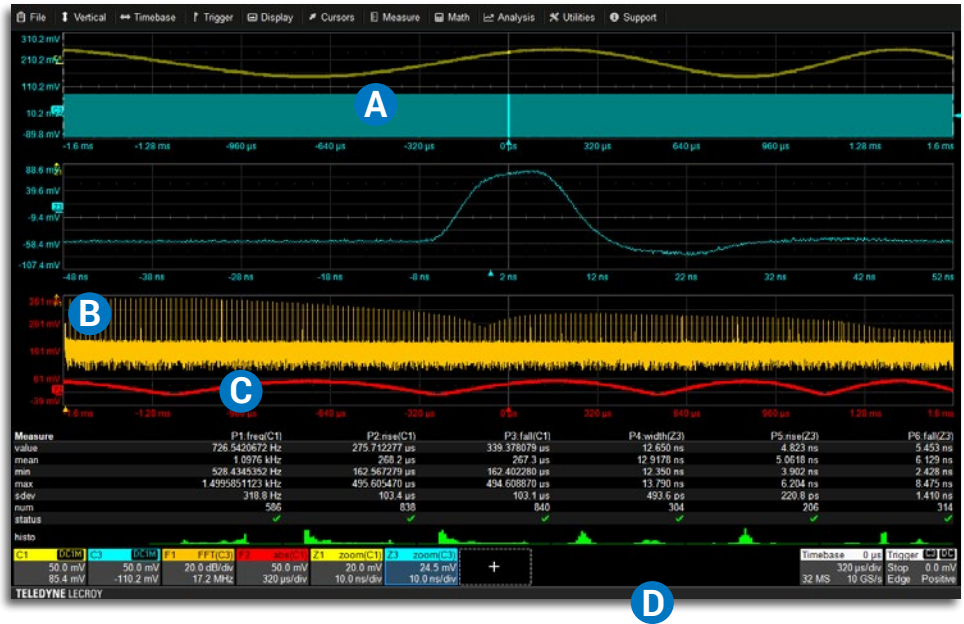 File Vertical Timebase Trigger Display Cursors Measure Math Analysis Utilities Support
310.2 mV
210.2 mV
110.2 mV
A
10.2 mV
-89.8 mV
-1.6 ms -1.28 ms -960 µs -640 µs -320 µs 0 µs 320 µs 640 µs 960 µs 1.28 ms 1.6 ms
88.6 mV
39.6 mV
Z3
-9.4 mV
-58.4 mV
-107.4 mV
-48 ns -38 ns -28 ns -18 ns -8 ns 2 ns 12 ns 22 ns 32 ns 42 ns 52 ns
361 mV
B
261 mV
161 mV
61 mV
C
-39 mV
-1.6 ms -1.28 ms -960 µs -640 µs -320 µs 0 µs 320 µs 640 µs 960 µs 1.28 ms 1.6 ms
Measure P1:freq(C1) P2:rise(C1) P3:fall(C1) P4:width(Z3) P5:rise(Z3) P6:fall(Z3)
value 726.5420672 Hz 275.712277 µs 339.378079 µs 12.650 ns 4.823 ns 5.453 ns
mean 1.0976 kHz 268.2 µs 267.3 µs 12.9178 ns 5.0618 ns 6.129 ns
min 528.4345352 Hz 162.567279 µs 162.402280 µs 12.350 ns 3.902 ns 2.428 ns
max 1.4995851123 kHz 495.605470 µs 494.608870 µs 13.790 ns 6.204 ns 8.475 ns
sdev 318.8 Hz 103.4 µs 103.1 µs 493.6 ps 220.8 ps 1.410 ns
num 586 838 840 304 206 314
status
histo
C1 DC1M C3 DC1M F1 FFT(C3) F2 abs(C1) Z1 zoom(C1) Z3 zoom(C3) Timebase 0 µs Trigger C3 DC
50.0 mV 50.0 mV 20.0 dB/div 50.0 mV 20.0 mV 24.5 mV + 320 µs/div Stop 0.0 mV
85.4 mV -110.2 mV 17.2 MHz 320 µs/div 10.0 ns/div 10.0 ns/div 32 MS 10 GS/s Edge Positive
TELEDYNE LECROY
D